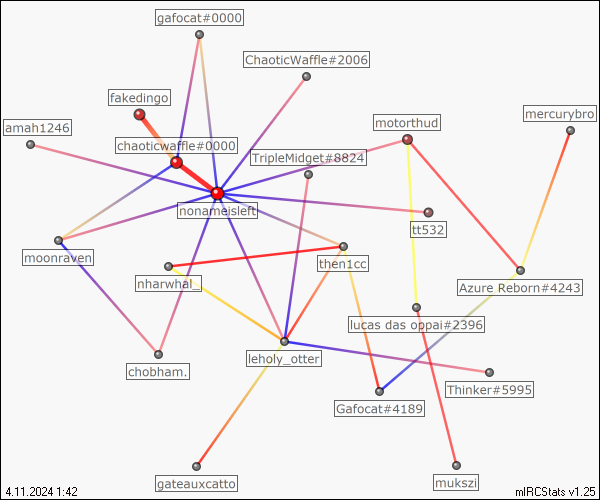 gafocat#0000
ChaoticWaffle#2006
fakedingo
mercurybro
amah1246
motorthud
chaoticwaffle#0000
TripleMidget#8824
nonameisleft
tt532
moonraven
then1cc
nharwhal_
Azure Reborn#4243
lucas das oppai#2396
leholy_otter
chobham.
Thinker#5995
Gafocat#4189
gateauxcatto
mukszi
4.11.2024 1:42
mIRCStats v1.25